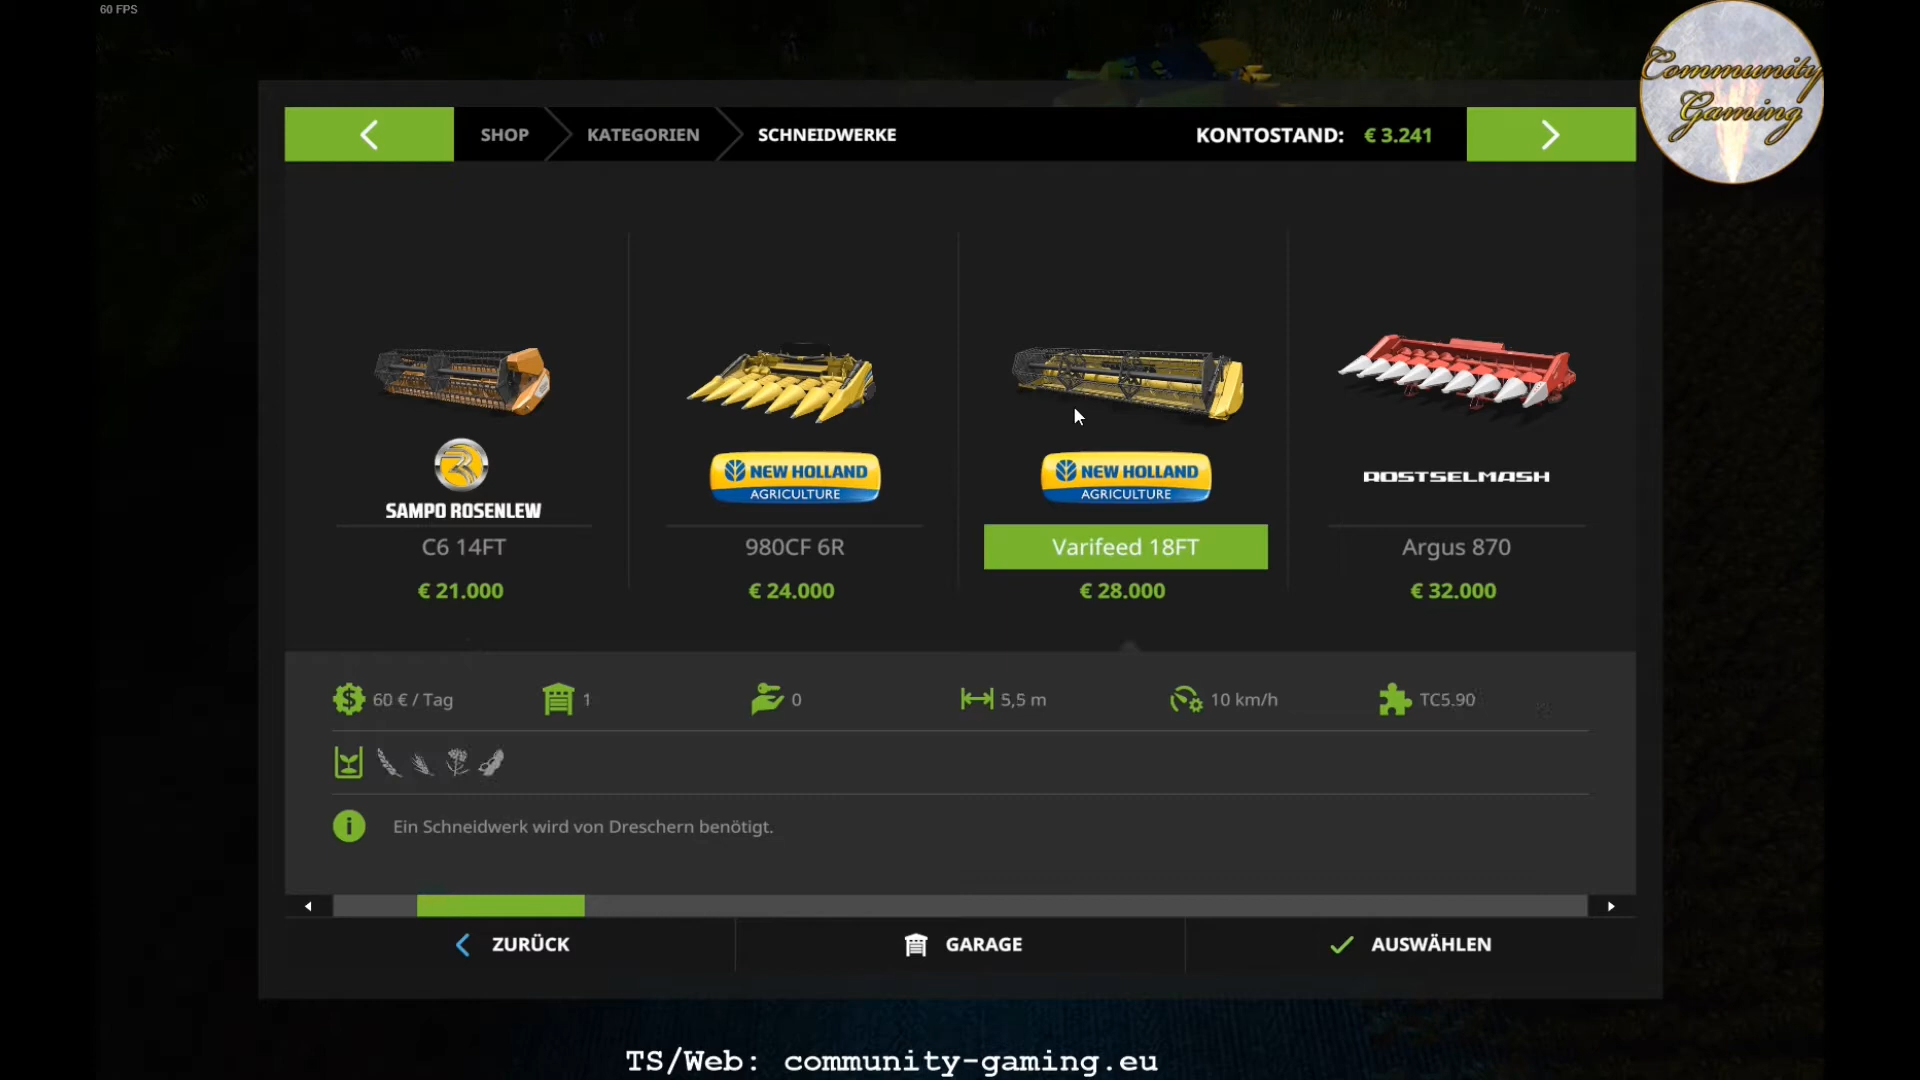 60 FPS
Community
Gaming
SHOP
KATEGORIEN
SCHNEIDWERKE
KONTOSTAND: € 3.241
SAMPO ROSENLEW
C6 14FT
€ 21.000
NEW HOLLAND
AGRICULTURE
980CF 6R
€ 24.000
NEW HOLLAND
AGRICULTURE
Varifeed 18FT
€ 28.000
ROSTSELMASH
Argus 870
€ 32.000
60 € / Tag
1
0
5,5 m
10 km/h
TC5.90
Ein Schneidwerk wird von Dreschern benötigt.
ZURÜCK
GARAGE
AUSWÄHLEN
TS/Web: community-gaming.eu